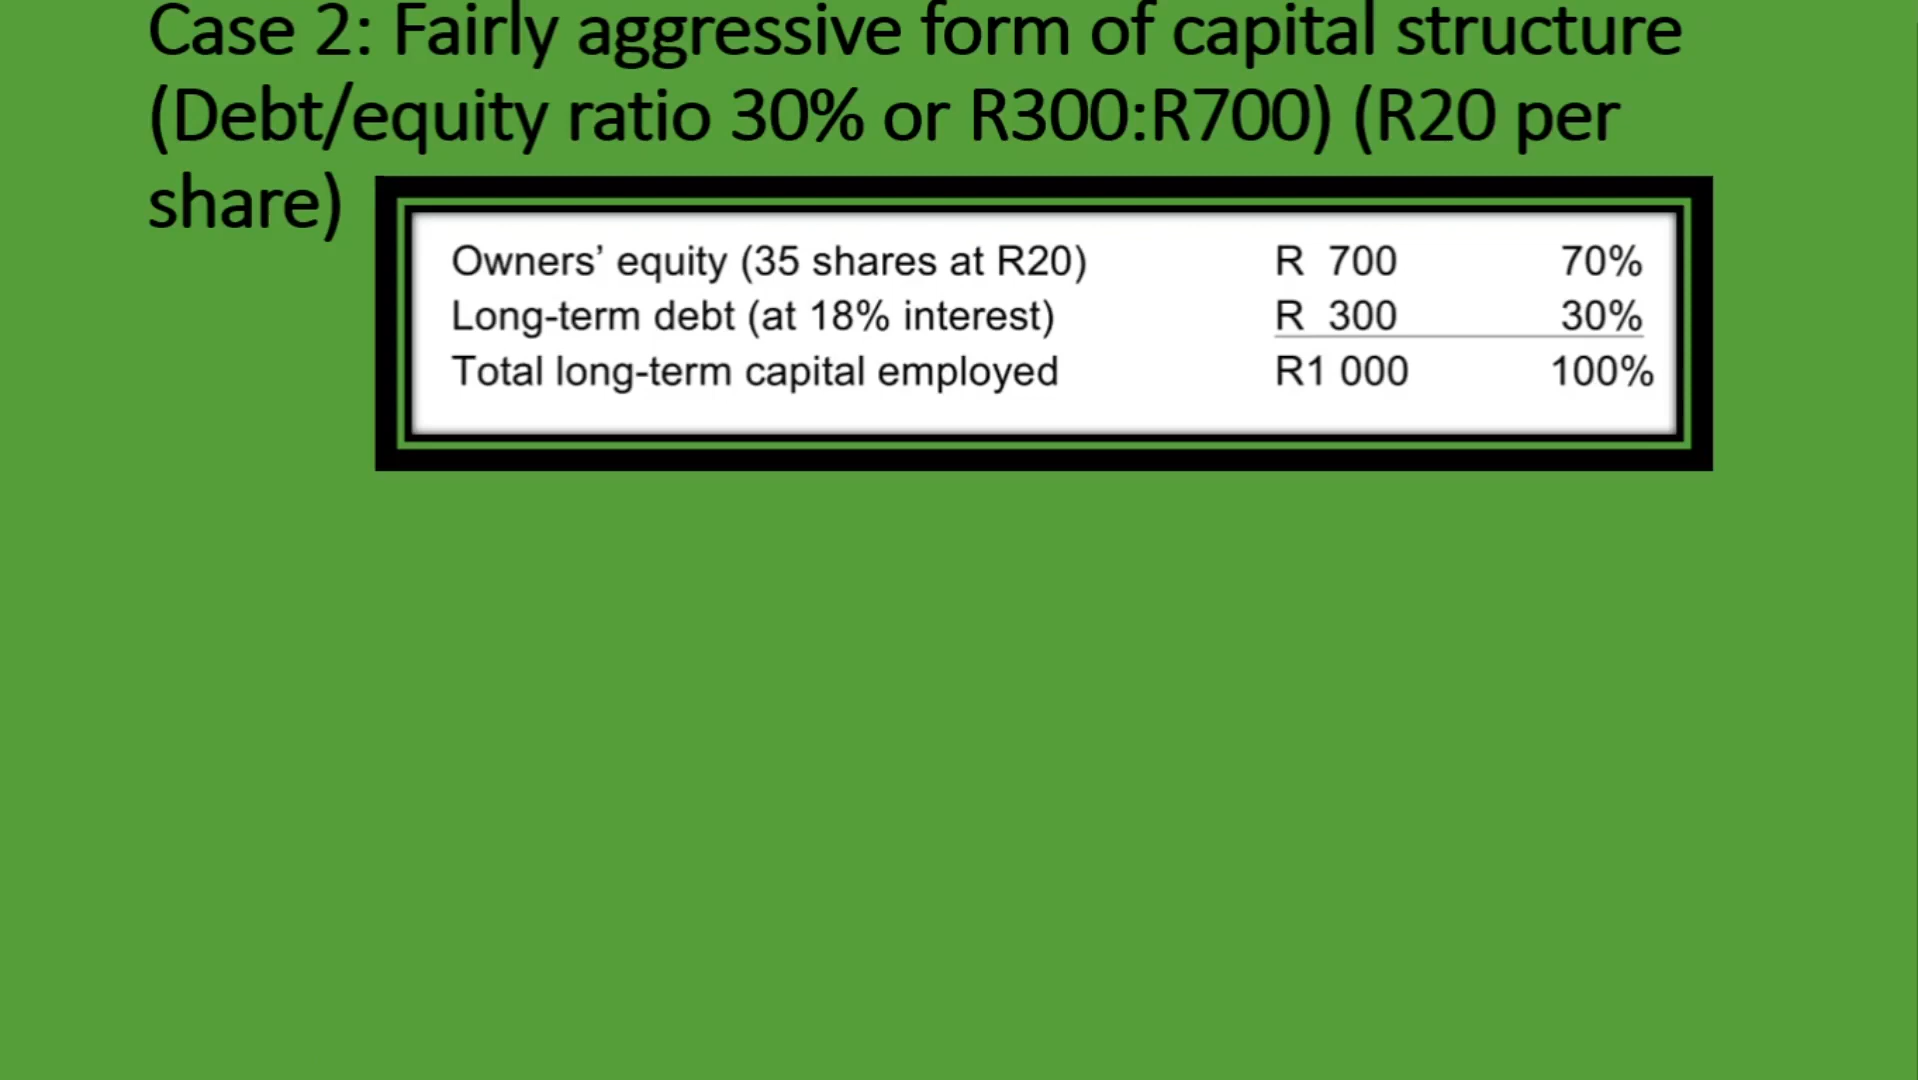 Case 2: Fairly aggressive form of capital structure
(Debt/equity ratio 30% or R300:R700) (R20 per
share)
Owners’ equity (35 shares at R20) R 700 70%
Long-term debt (at 18% interest) R 300 30%
Total long-term capital employed R1 000 100%